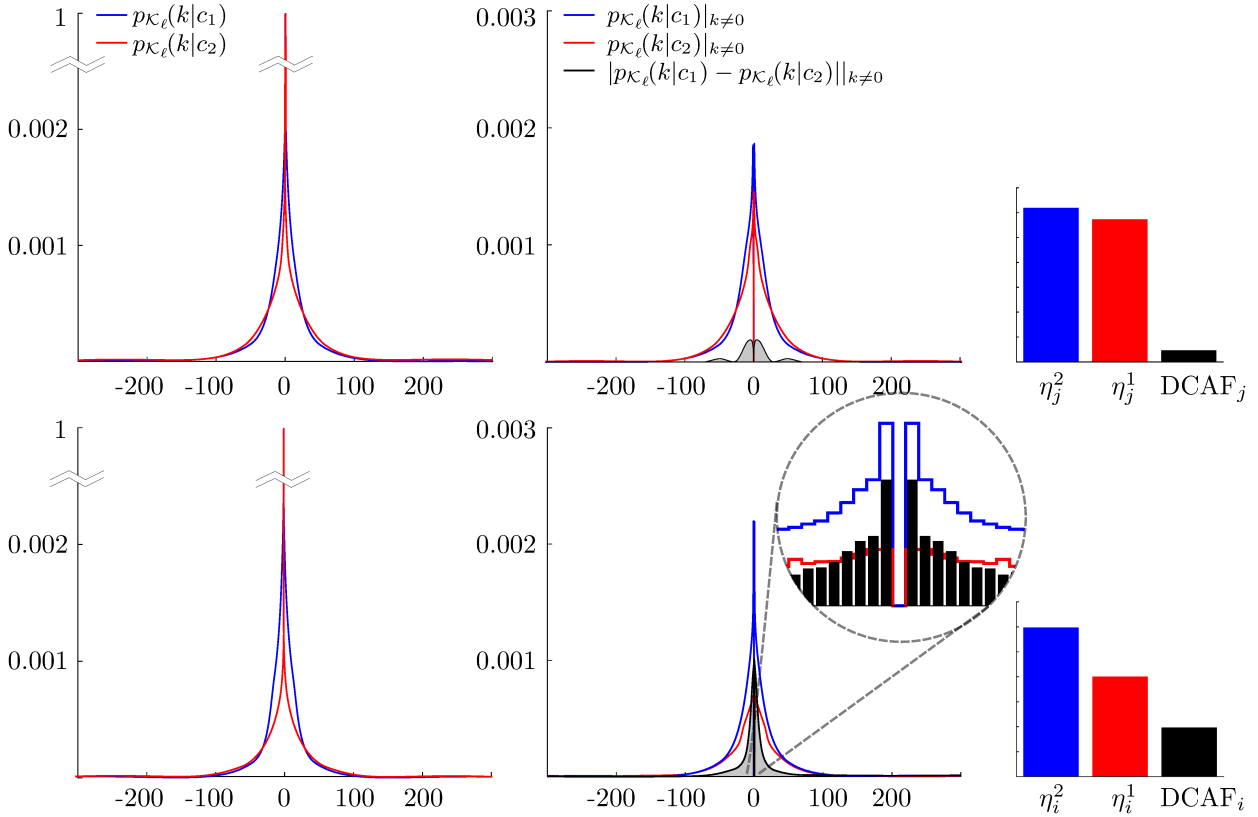 1
p_{𝒦_ℓ}(k|c_1)
p_{𝒦_ℓ}(k|c_2)
0.002
0.001
-200 -100 0 100 200
0.003
p_{𝒦_ℓ}(k|c_1)|_{k≠0}
p_{𝒦_ℓ}(k|c_2)|_{k≠0}
|p_{𝒦_ℓ}(k|c_1) − p_{𝒦_ℓ}(k|c_2)||_{k≠0}
0.002
0.001
-200 -100 0 100 200
η_j^2 η_j^1 DCAF_j
1
0.002
0.001
-200 -100 0 100 200
0.003
0.002
0.001
-200 -100 0 100 200
η_i^2 η_i^1 DCAF_i